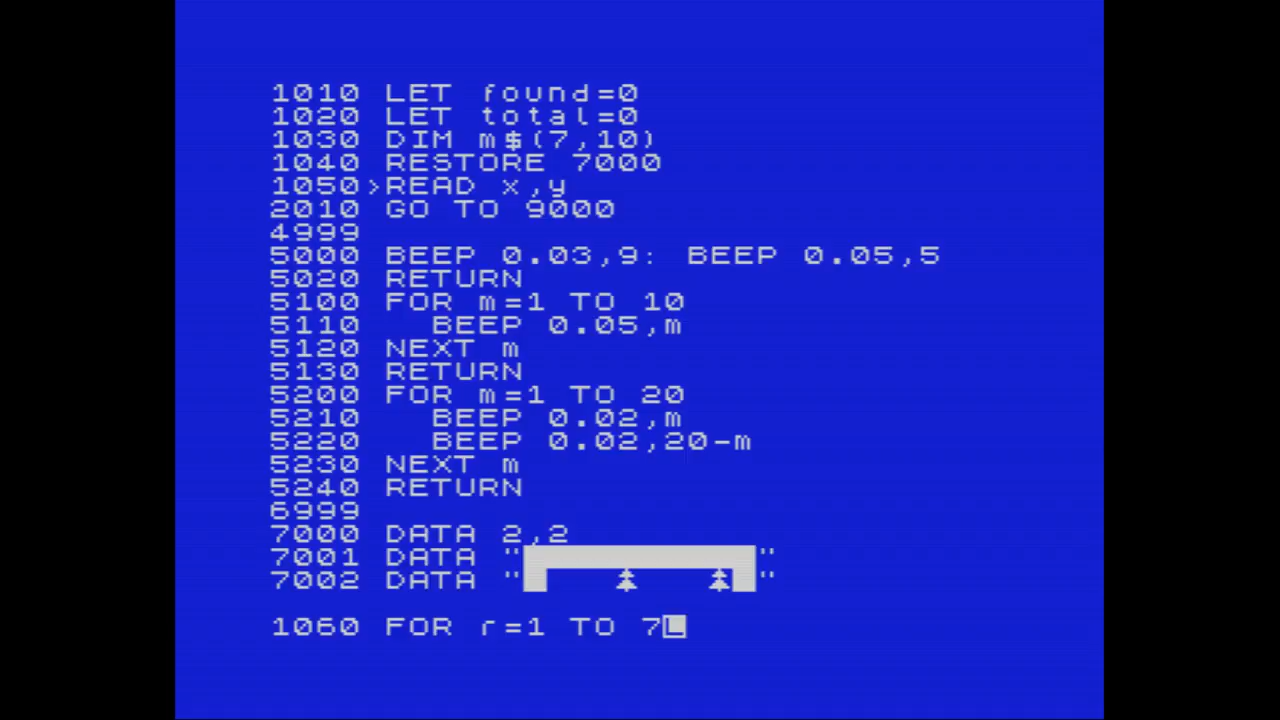 1010 LET found=0
1020 LET total=0
1030 DIM m$(7,10)
1040 RESTORE 7000
1050>READ x,y
2010 GO TO 9000
4999
5000 BEEP 0.03,9: BEEP 0.05,5
5020 RETURN
5100 FOR m=1 TO 10
5110 BEEP 0.05,m
5120 NEXT m
5130 RETURN
5200 FOR m=1 TO 20
5210 BEEP 0.02,m
5220 BEEP 0.02,20-m
5230 NEXT m
5240 RETURN
6999
7000 DATA 2,2
7001 DATA "██████████"
7002 DATA "█   ▲   ▲█"
1060 FOR r=1 TO 7L